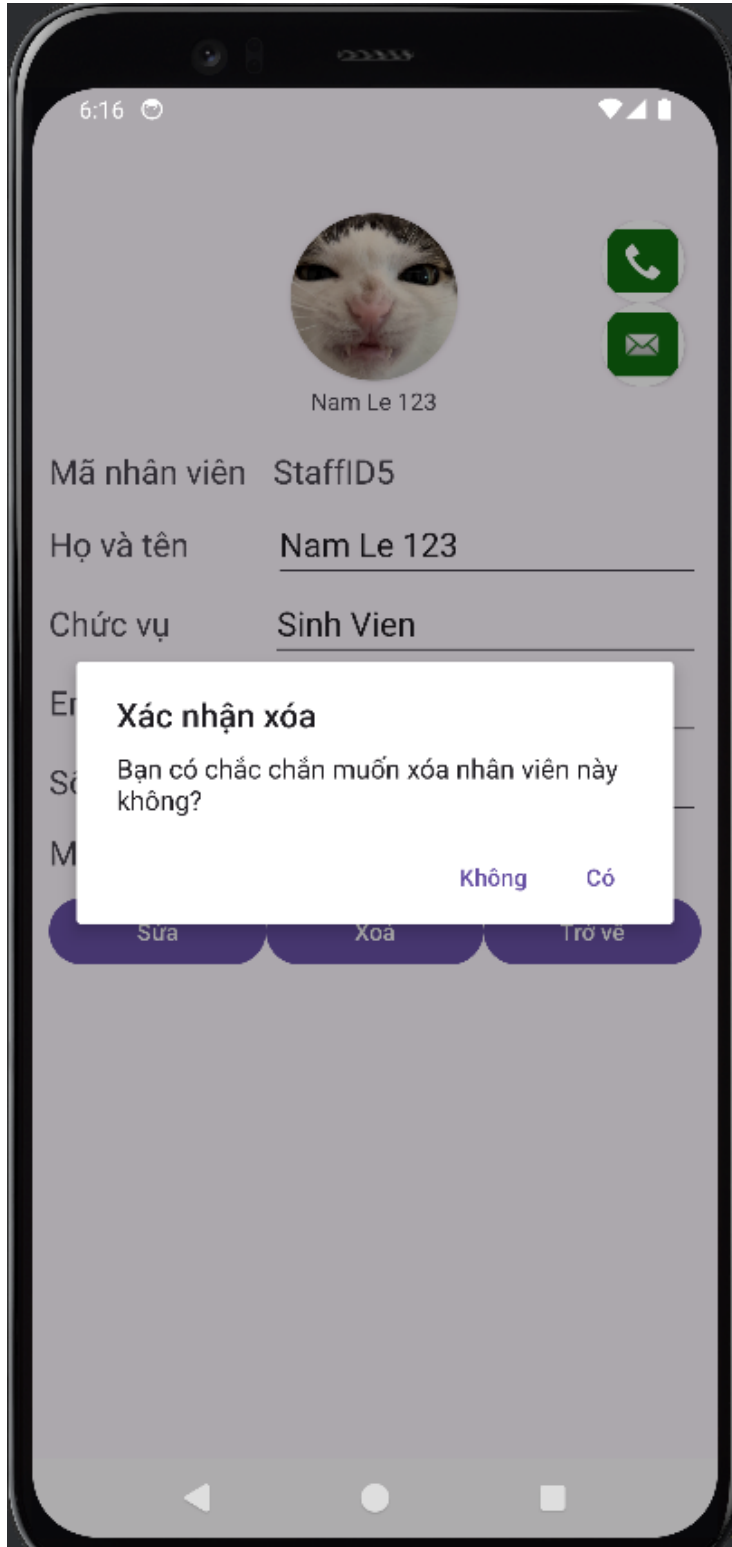 6:16
Nam Le 123
Mã nhân viên StaffID5
Họ và tên Nam Le 123
Chức vụ Sinh Vien
Xác nhận xóa
Bạn có chắc chắn muốn xóa nhân viên này
không?
Không Có
Sửa Xoá Trở về